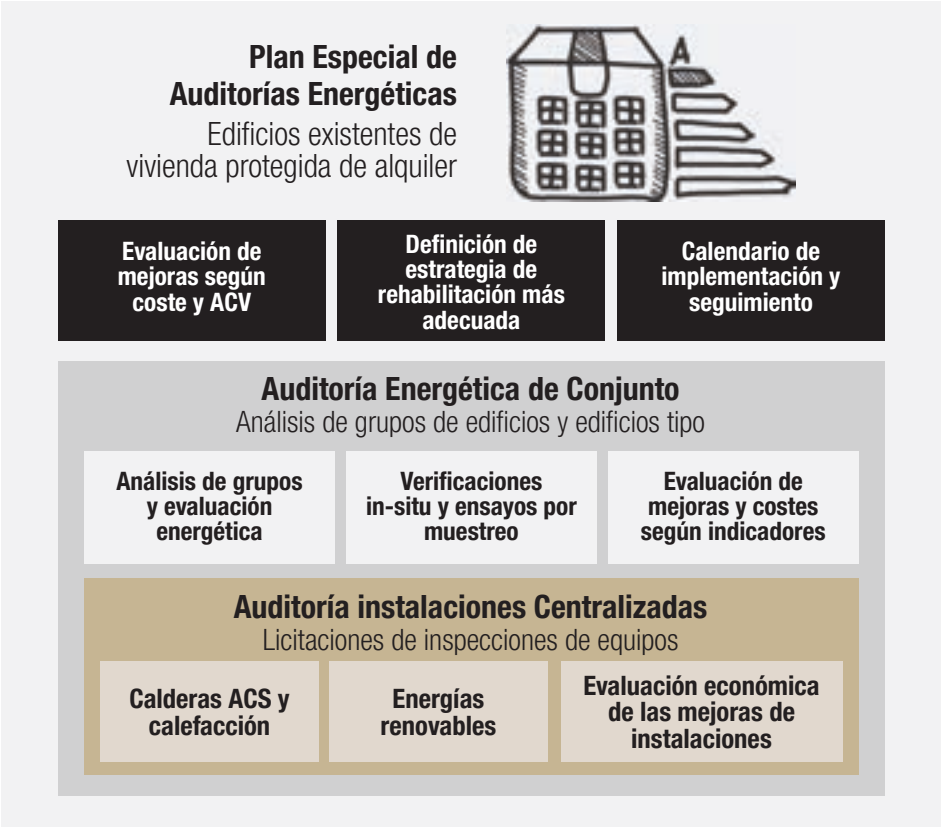 Plan Especial de
Auditorías Energéticas
Edificios existentes de
vivienda protegida de alquiler
A
Evaluación de
mejoras según
coste y ACV
Definición de
estrategia de
rehabilitación más
adecuada
Calendario de
implementación y
seguimiento
Auditoría Energética de Conjunto
Análisis de grupos de edificios y edificios tipo
Análisis de grupos
y evaluación
energética
Verificaciones
in-situ y ensayos por
muestreo
Evaluación de
mejoras y costes
según indicadores
Auditoría instalaciones Centralizadas
Licitaciones de inspecciones de equipos
Calderas ACS y
calefacción
Energías
renovables
Evaluación económica
de las mejoras de
instalaciones